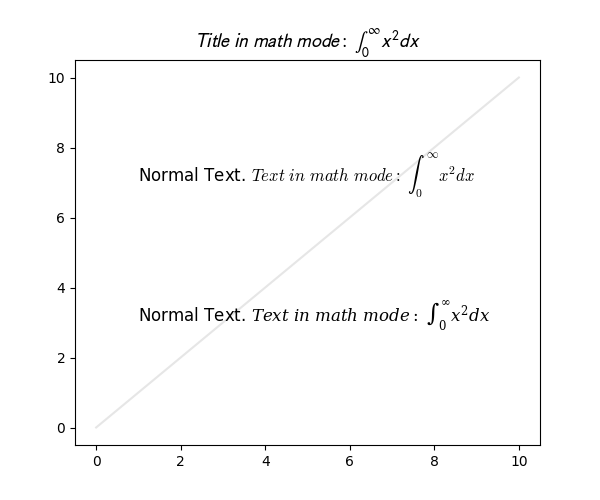 Title in math mode: ∫₀^∞ x²dx
10
8
Normal Text. Text in math mode: ∫₀^∞ x²dx
6
4
Normal Text. Text in math mode: ∫₀^∞ x²dx
2
0
0 2 4 6 8 10